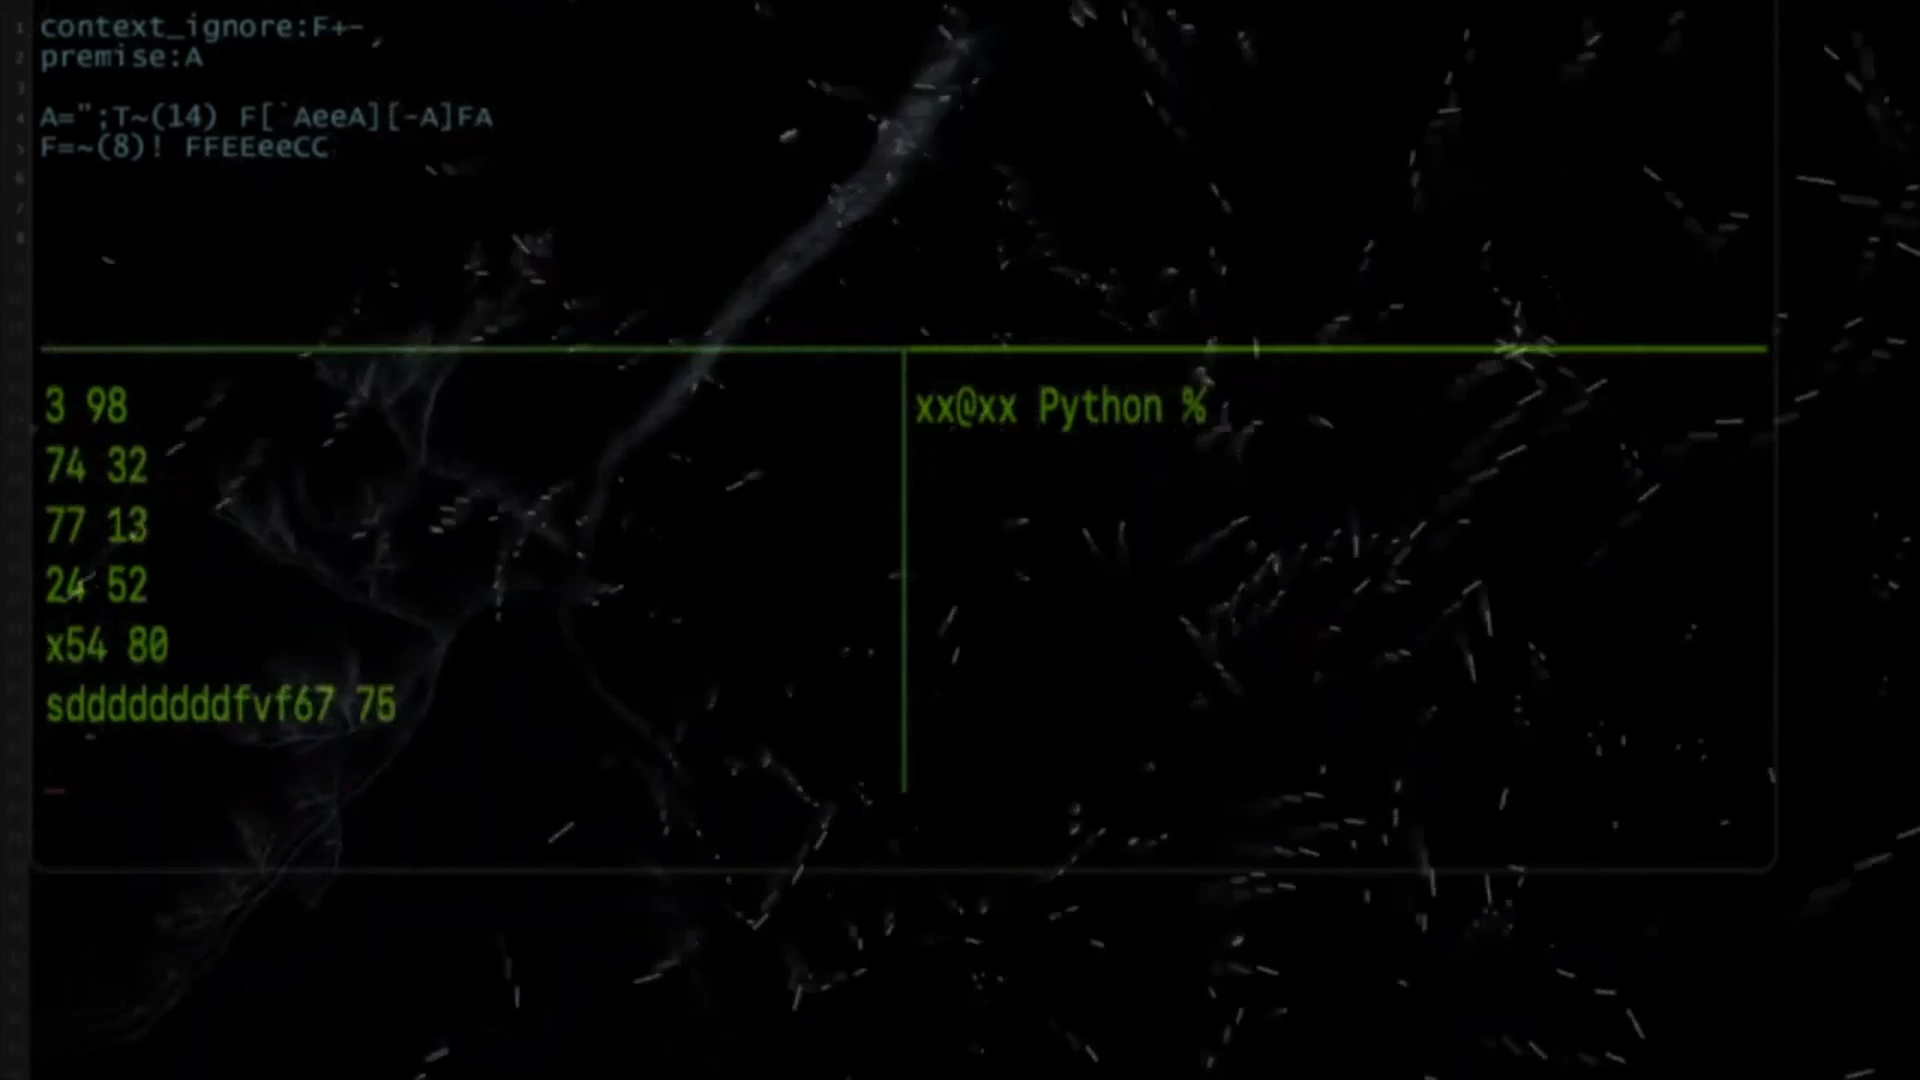 context_ignore:F+-
premise:A
A=";T~(14) F[`AeeA][-A]FA
F=~(8)! FFEEeeCC
3 98
74 32
77 13
24 52
x54 80
sddddddddfvf67 75
xx@xx Python %